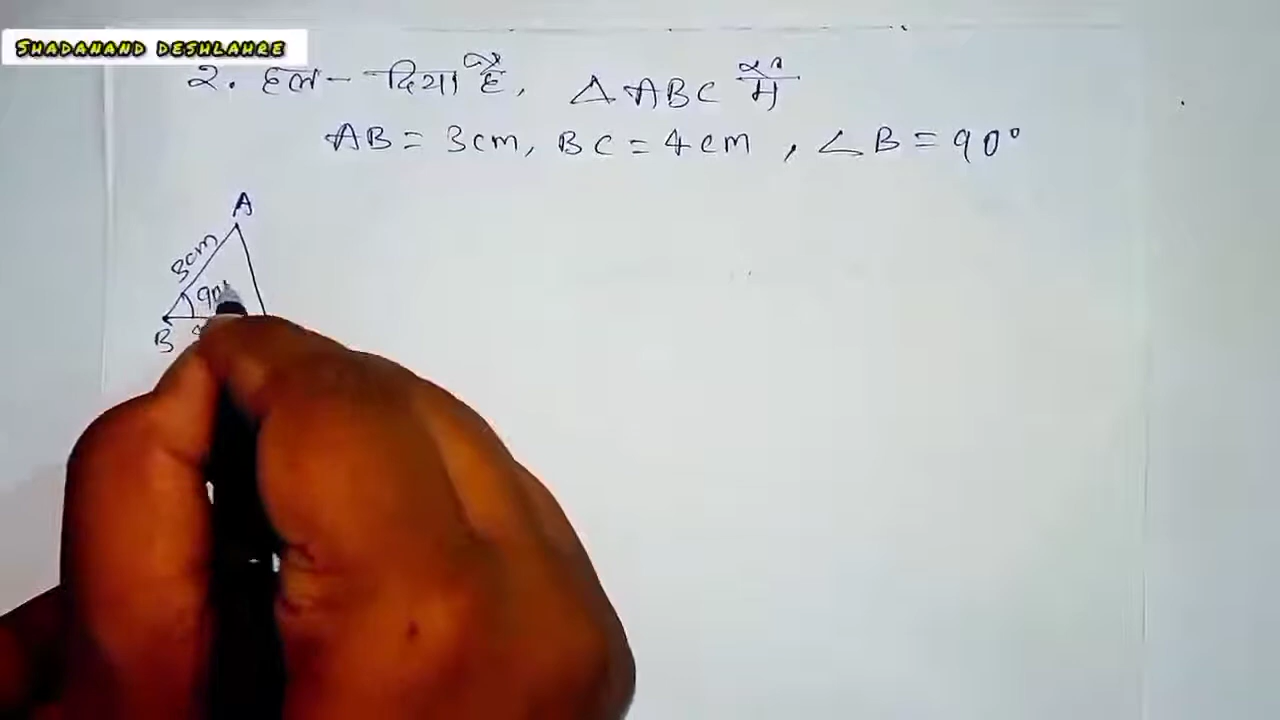 SHADANAND DESHLAHRE
2. हल - दिया है, △ABC में
AB = 3cm, BC = 4cm, ∠B = 90°
A
3cm
B